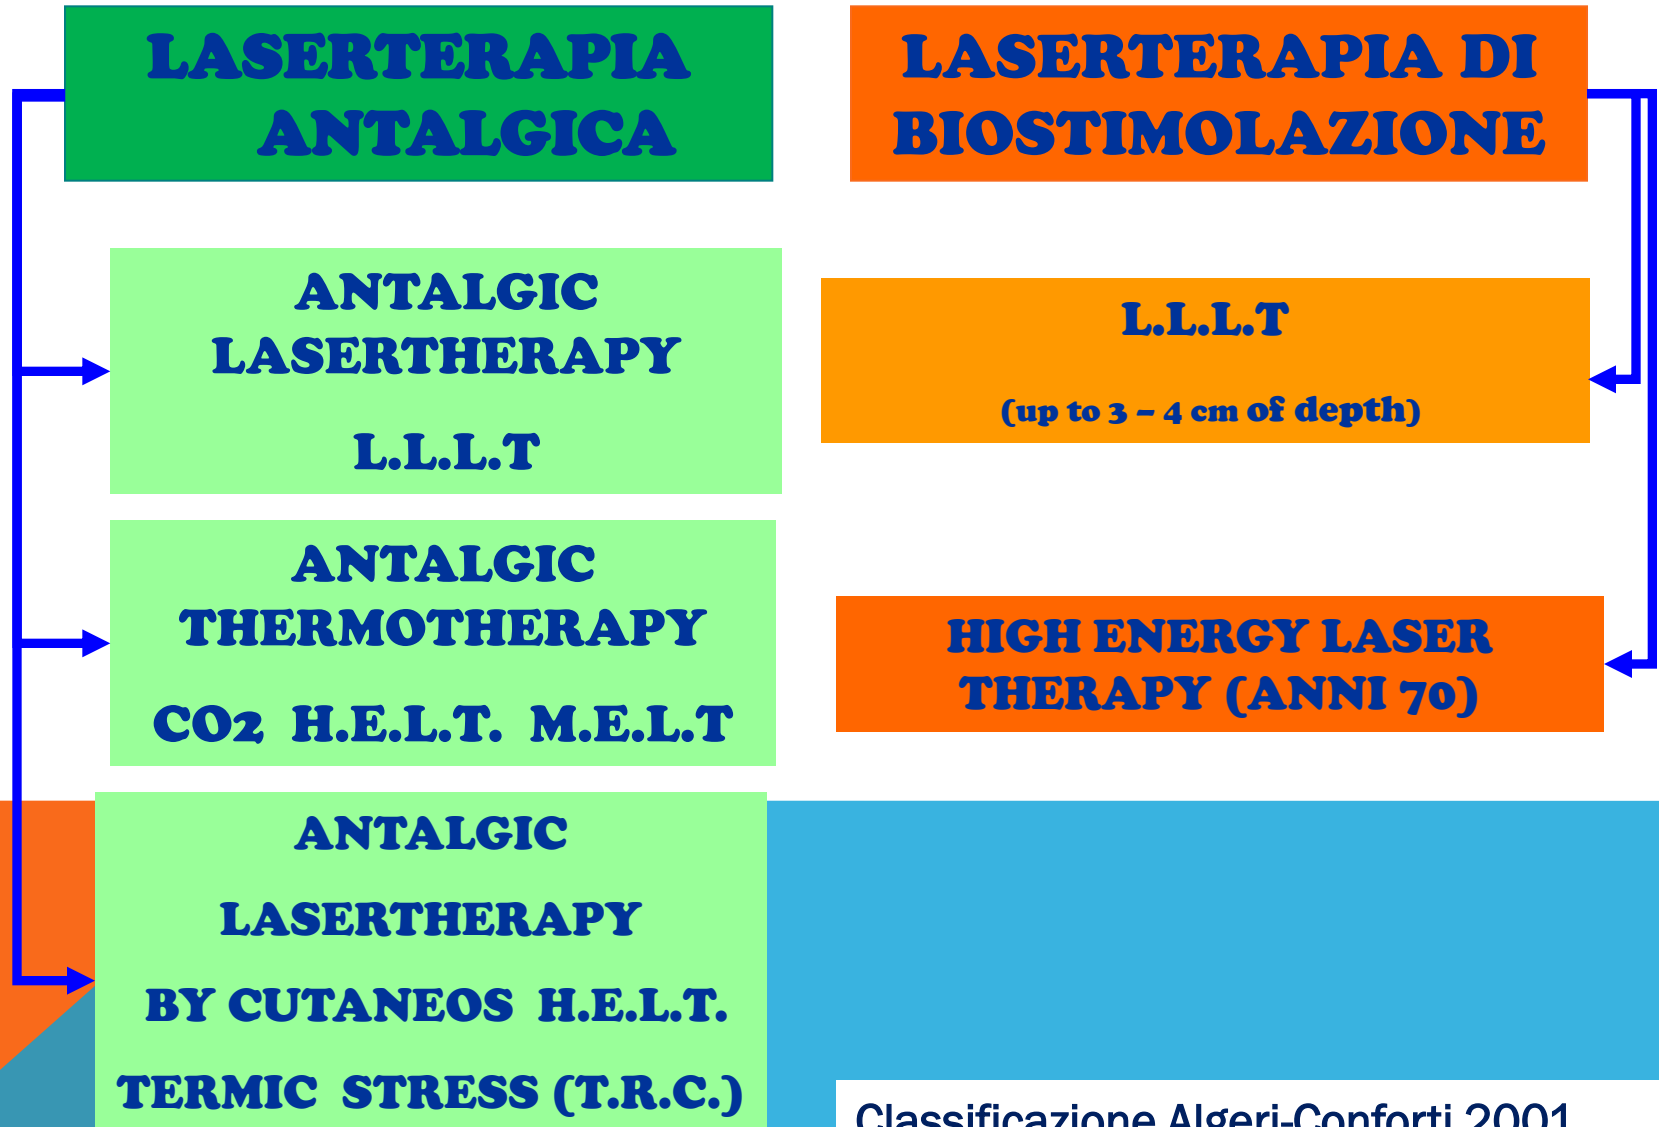 LASERTERAPIA
ANTALGICA
ANTALGIC
LASERTHERAPY
L.L.L.T
ANTALGIC
THERMOTHERAPY
CO2 H.E.L.T. M.E.L.T
ANTALGIC
LASERTHERAPY
BY CUTANEOS H.E.L.T.
TERMIC STRESS (T.R.C.)
LASERTERAPIA DI
BIOSTIMOLAZIONE
L.L.L.T
(up to 3 – 4 cm of depth)
HIGH ENERGY LASER
THERAPY (ANNI 70)
Classificazione Algeri-Conforti 2001